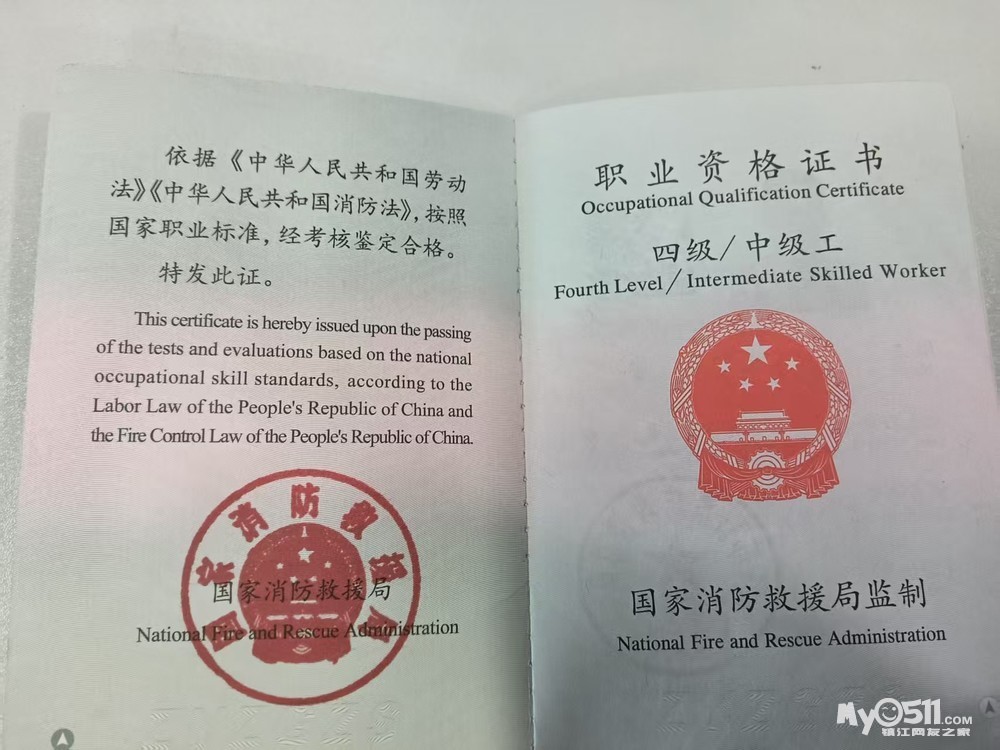 依据《中华人民共和国劳动
法》《中华人民共和国消防法》,按照
国家职业标准,经考核鉴定合格。
特发此证。
This certificate is hereby issued upon the passing
of the tests and evaluations based on the national
occupational skill standards, according to the
Labor Law of the People's Republic of China and
the Fire Control Law of the People's Republic of China.
国家消防救援局
国家消防救援局
National Fire and Rescue Administration
职业资格证书
Occupational Qualification Certificate
四级/中级工
Fourth Level/Intermediate Skilled Worker
国家消防救援局监制
National Fire and Rescue Administration
My0511.com
镇江网友之家